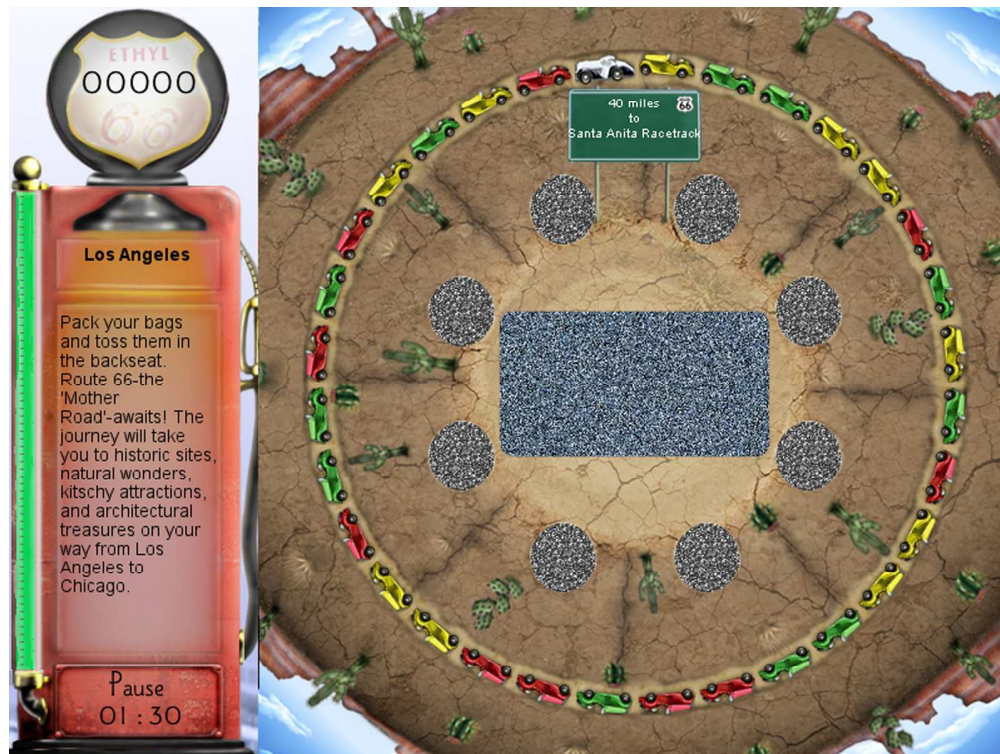 ETHYL
00000
66
Los Angeles
Pack your bags
and toss them in
the backseat.
Route 66-the
'Mother
Road'-awaits! The
journey will take
you to historic sites,
natural wonders,
kitschy attractions,
and architectural
treasures on your
way from Los
Angeles to
Chicago.
Pause
01:30
40 miles
66
to
Santa Anita Racetrack